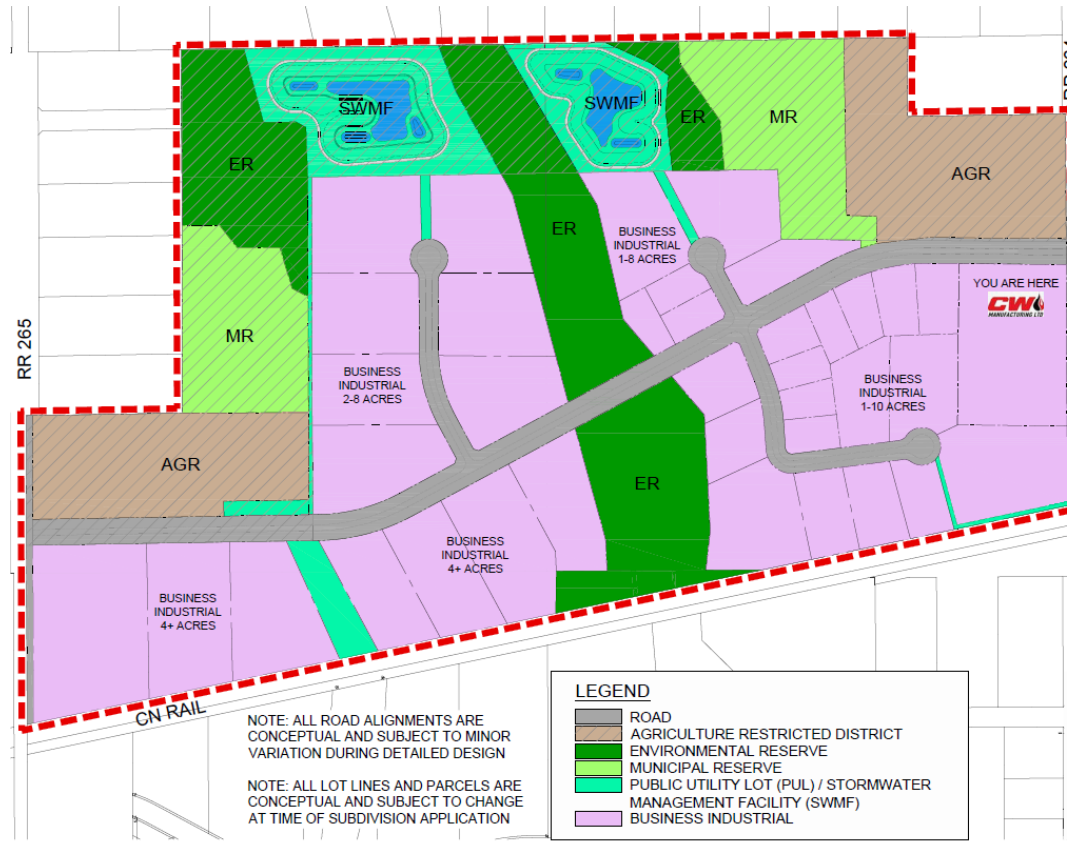 SWMF
SWMF
RR 264
ER
ER
MR
AGR
ER
BUSINESS
INDUSTRIAL
1-8 ACRES
YOU ARE HERE
CW
MANUFACTURING LTD
MR
RR 265
BUSINESS
INDUSTRIAL
2-8 ACRES
BUSINESS
INDUSTRIAL
1-10 ACRES
AGR
ER
BUSINESS
INDUSTRIAL
4+ ACRES
BUSINESS
INDUSTRIAL
4+ ACRES
CN RAIL
NOTE: ALL ROAD ALIGNMENTS ARE
CONCEPTUAL AND SUBJECT TO MINOR
VARIATION DURING DETAILED DESIGN
NOTE: ALL LOT LINES AND PARCELS ARE
CONCEPTUAL AND SUBJECT TO CHANGE
AT TIME OF SUBDIVISION APPLICATION
LEGEND
ROAD
AGRICULTURE RESTRICTED DISTRICT
ENVIRONMENTAL RESERVE
MUNICIPAL RESERVE
PUBLIC UTILITY LOT (PUL) / STORMWATER
MANAGEMENT FACILITY (SWMF)
BUSINESS INDUSTRIAL